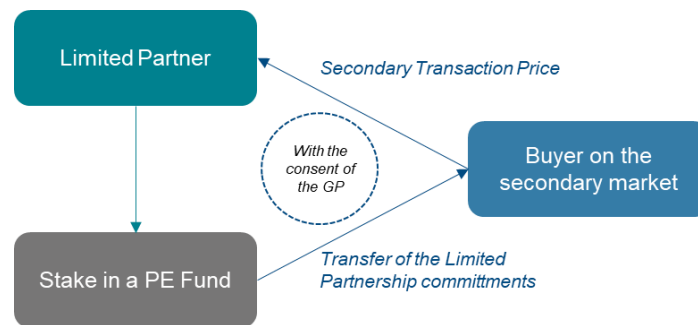 Limited Partner
Secondary Transaction Price
With the
consent of
the GP
Buyer on the
secondary market
Stake in a PE Fund
Transfer of the Limited
Partnership committments